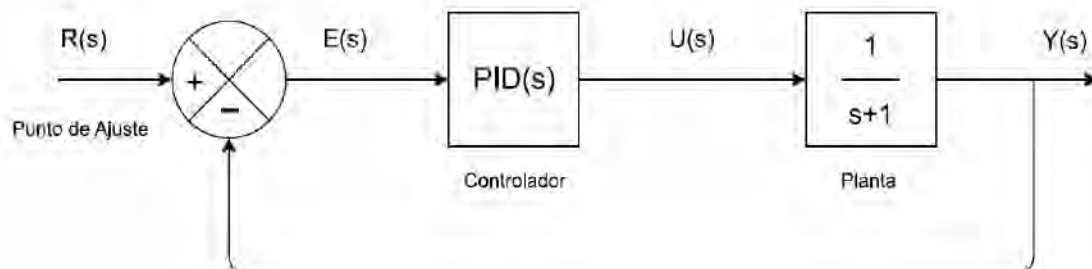 R(s)
E(s)
U(s)
Y(s)
+
−
PID(s)
1
s+1
Punto de Ajuste
Controlador
Planta